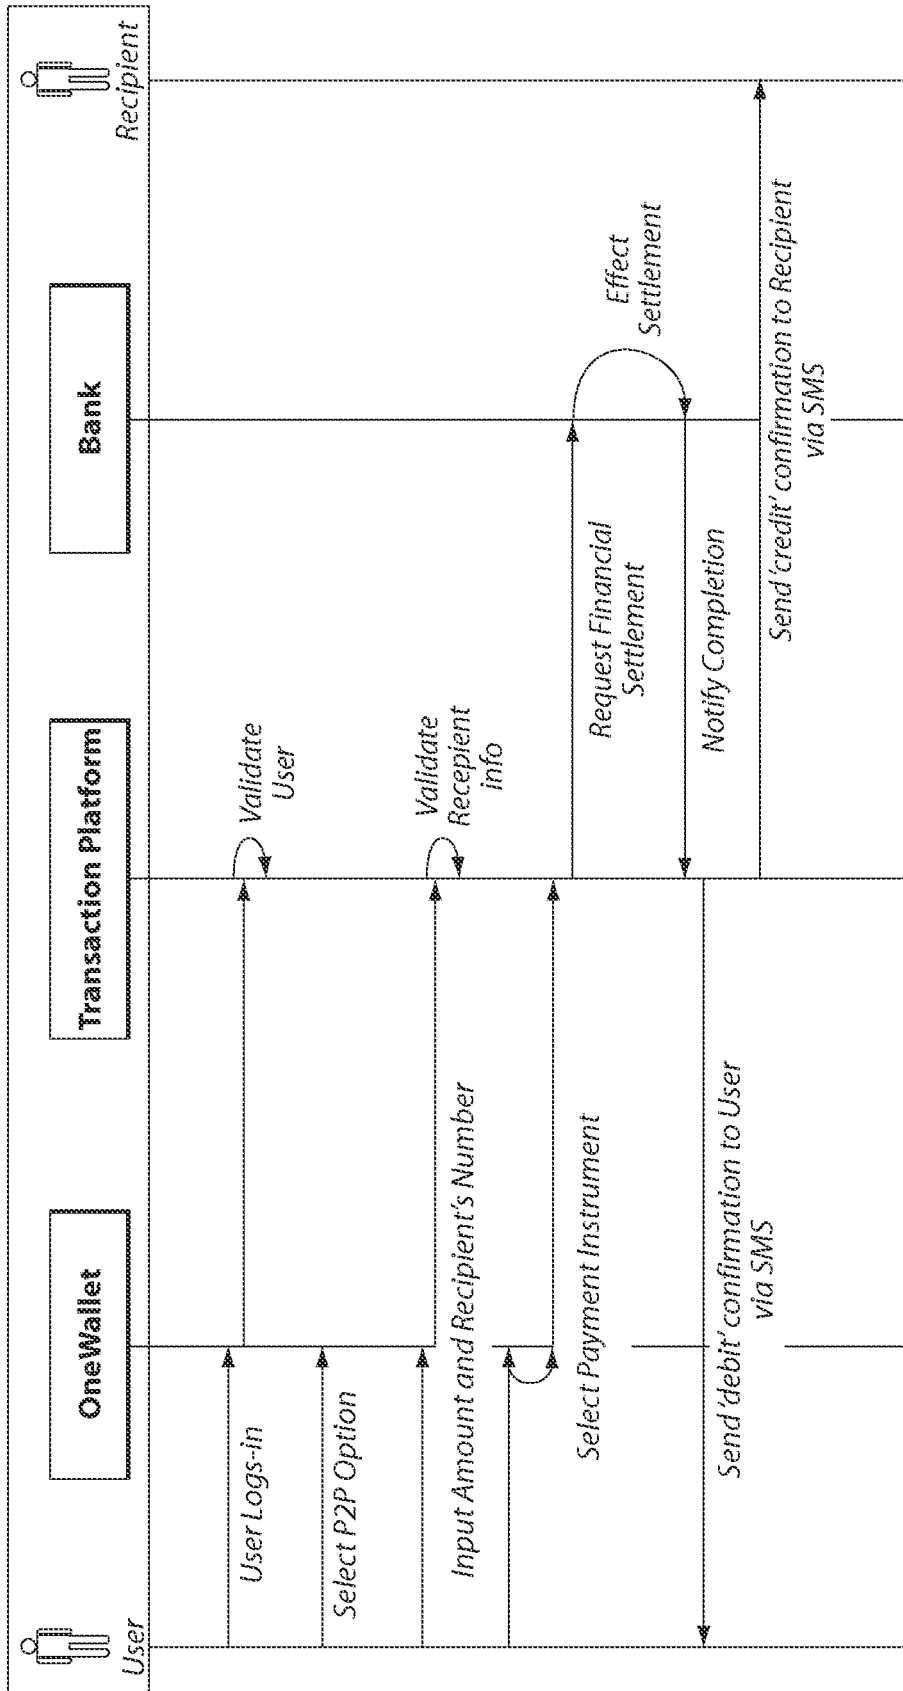 User
OneWallet
Transaction Platform
Bank
Recipient
User Logs-in
Validate
User
Select P2P Option
Input Amount and Recipient's Number
Validate
Recepient
info
Select Payment Instrument
Request Financial
Settlement
Effect
Settlement
Notify Completion
Send 'debit' confirmation to User
via SMS
Send 'credit' confirmation to Recipient
via SMS